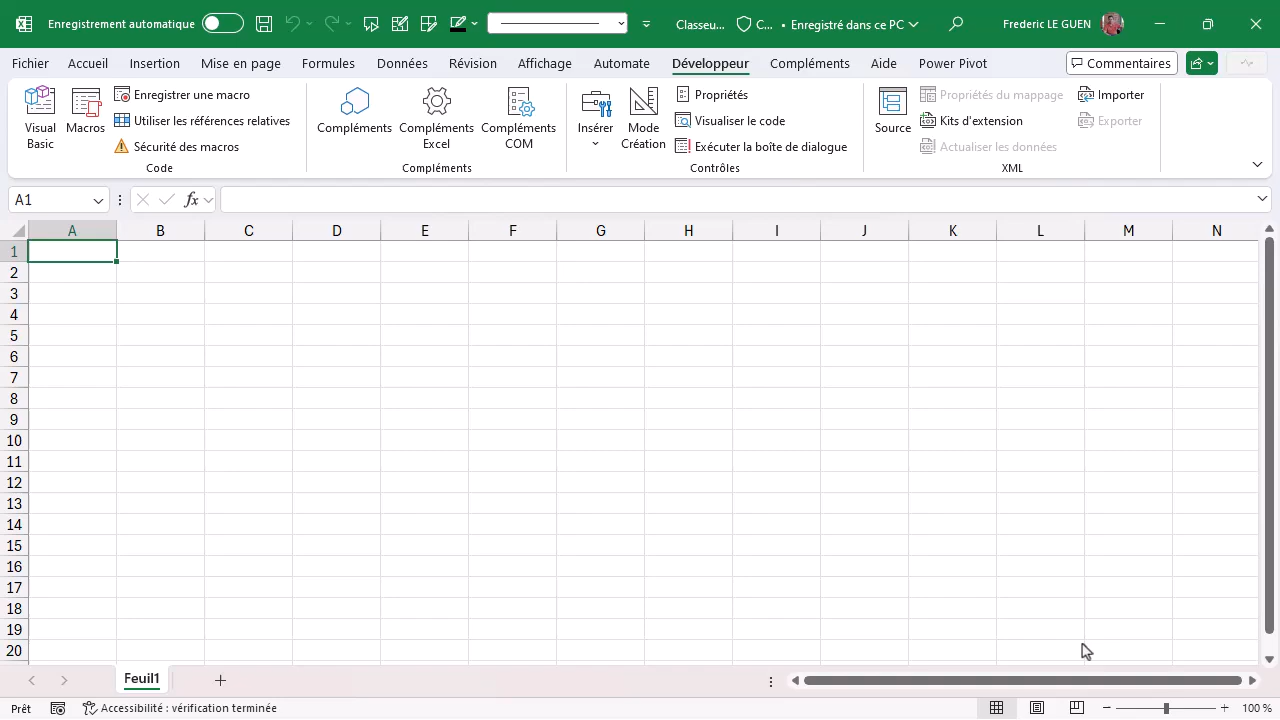 Enregistrement automatique
Classeu... C... • Enregistré dans ce PC
Frederic LE GUEN
Fichier Accueil Insertion Mise en page Formules Données Révision Affichage Automate Développeur Compléments Aide Power Pivot
Commentaires
Visual Basic
Macros
Enregistrer une macro
Utiliser les références relatives
Sécurité des macros
Code
Compléments
Compléments Excel
Compléments COM
Compléments
Insérer
Mode Création
Propriétés
Visualiser le code
Exécuter la boîte de dialogue
Contrôles
Source
Propriétés du mappage
Kits d'extension
Actualiser les données
Importer
Exporter
XML
A1
fx
A B C D E F G H I J K L M N
1
2
3
4
5
6
7
8
9
10
11
12
13
14
15
16
17
18
19
20
Feuil1
Prêt
Accessibilité : vérification terminée
100 %